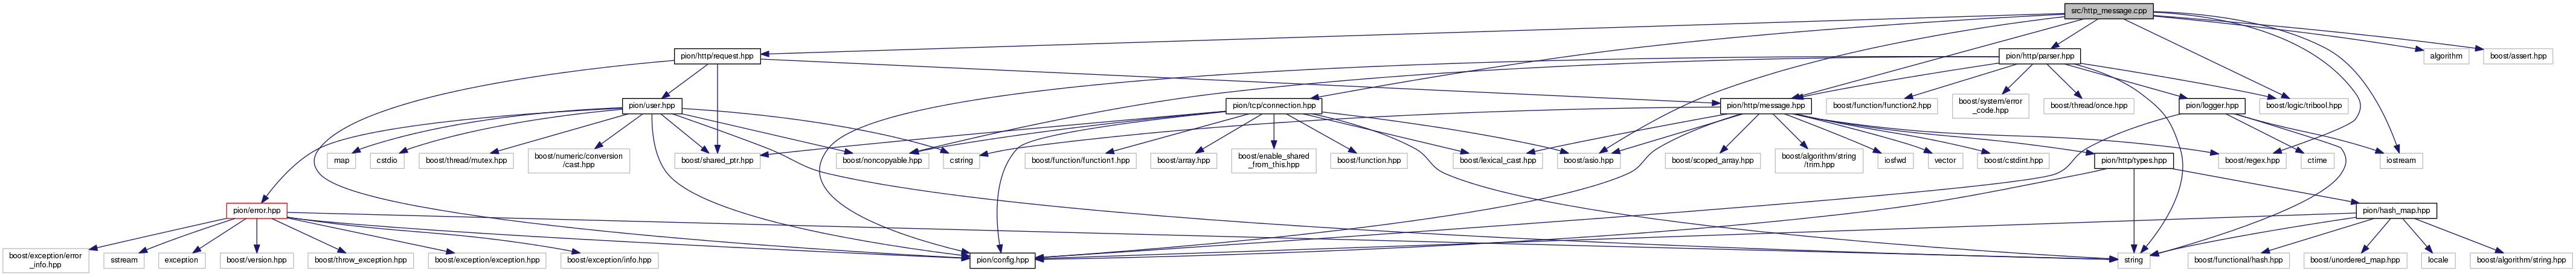 src/http_message.cpp
pion/http/request.hpp
pion/http/parser.hpp
algorithm
boost/assert.hpp
pion/user.hpp
pion/tcp/connection.hpp
pion/http/message.hpp
boost/function/function2.hpp
boost/system/error
_code.hpp
boost/thread/once.hpp
pion/logger.hpp
boost/logic/tribool.hpp
map
cstdio
boost/thread/mutex.hpp
boost/numeric/conversion
/cast.hpp
boost/shared_ptr.hpp
boost/noncopyable.hpp
cstring
boost/function/function1.hpp
boost/array.hpp
boost/enable_shared
_from_this.hpp
boost/function.hpp
boost/lexical_cast.hpp
boost/asio.hpp
boost/scoped_array.hpp
boost/algorithm/string
/trim.hpp
iosfwd
vector
boost/cstdint.hpp
pion/http/types.hpp
boost/regex.hpp
ctime
iostream
pion/error.hpp
pion/hash_map.hpp
boost/exception/error
_info.hpp
sstream
exception
boost/version.hpp
boost/throw_exception.hpp
boost/exception/exception.hpp
boost/exception/info.hpp
pion/config.hpp
string
boost/functional/hash.hpp
boost/unordered_map.hpp
locale
boost/algorithm/string.hpp